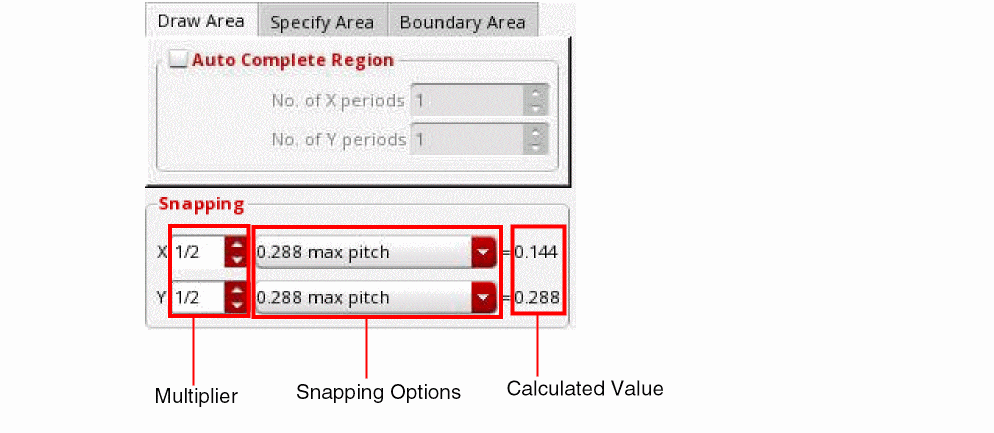 Draw Area Specify Area Boundary Area
Auto Complete Region
No. of X periods 1
No. of Y periods 1
Snapping
X 1/2 0.288 max pitch =0.144
Y 1/2 0.288 max pitch =0.288
Multiplier Snapping Options Calculated Value